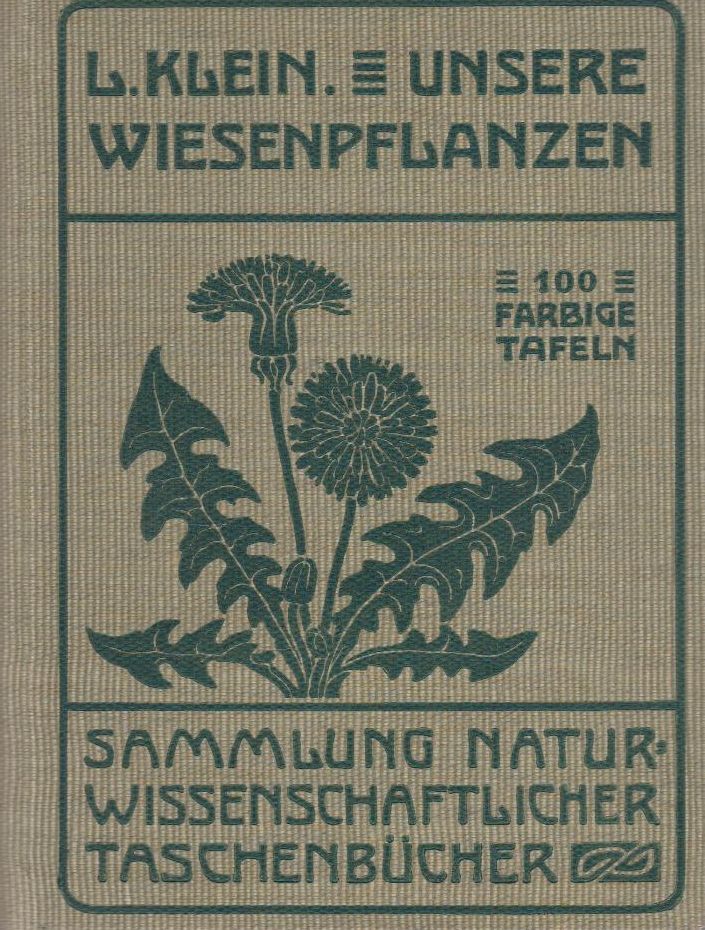 L. KLEIN. UNSERE
WIESENPFLANZEN
100
FARBIGE
TAFELN
SAMMLUNG NATUR=
WISSENSCHAFTLICHER
TASCHENBÜCHER